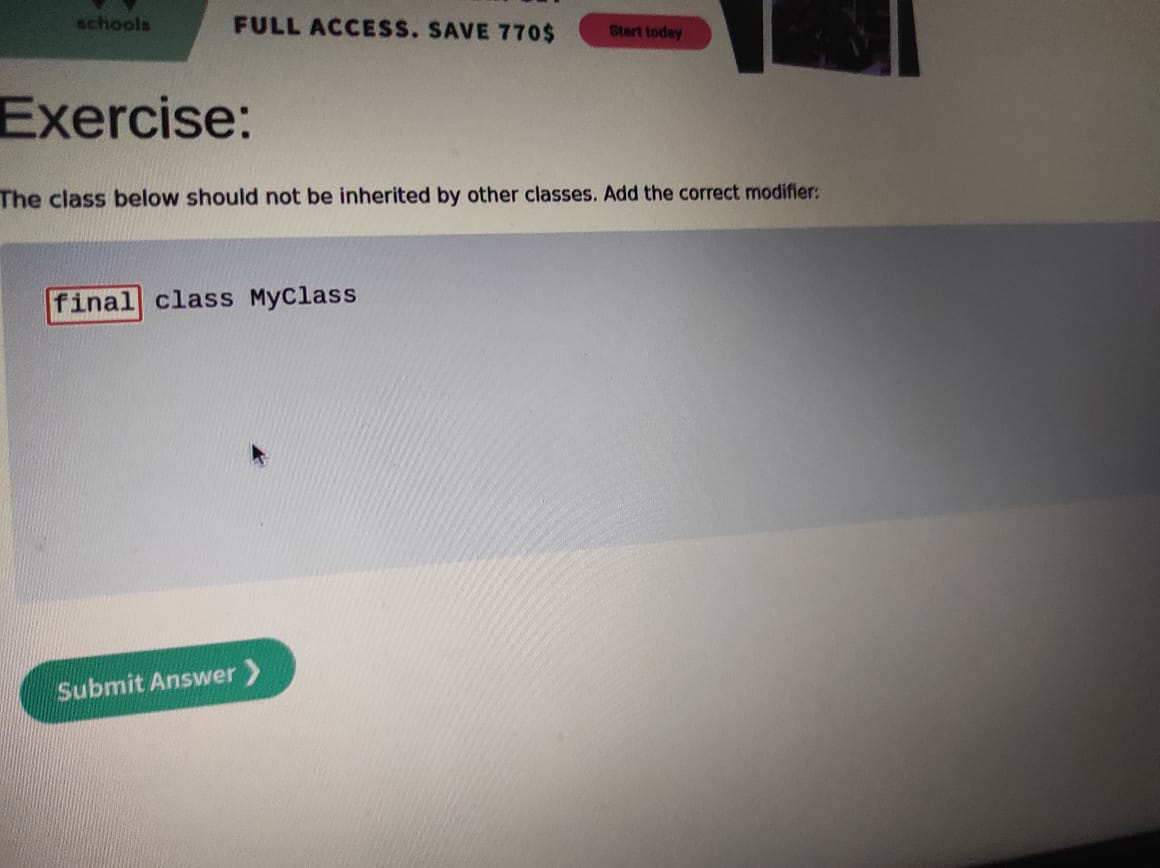 schools
FULL ACCESS. SAVE 770$
Start today
Exercise:
The class below should not be inherited by other classes. Add the correct modifier:
final class MyClass
Submit Answer ❯